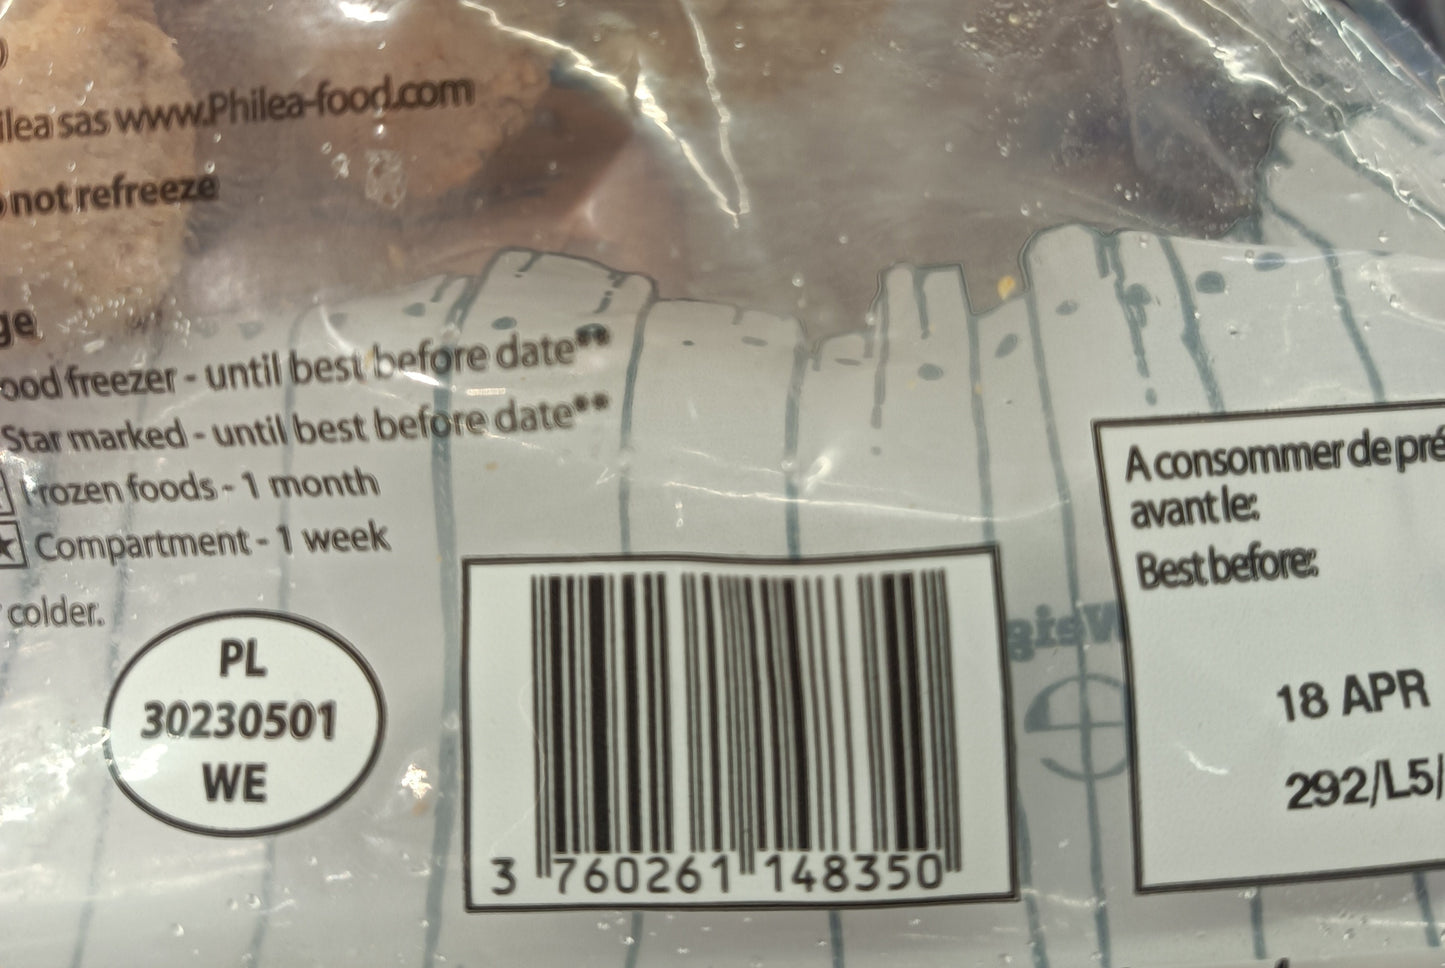 ilea sas www.Philea-food.com
not refreeze
ge
ood freezer - until best before date**
Star marked - until best before date**
Frozen foods - 1 month
Compartment - 1 week
colder.
PL
30230501
WE
3 760261 148350
A consommer de pré
avant le:
Best before:
18 APR
292/L5/